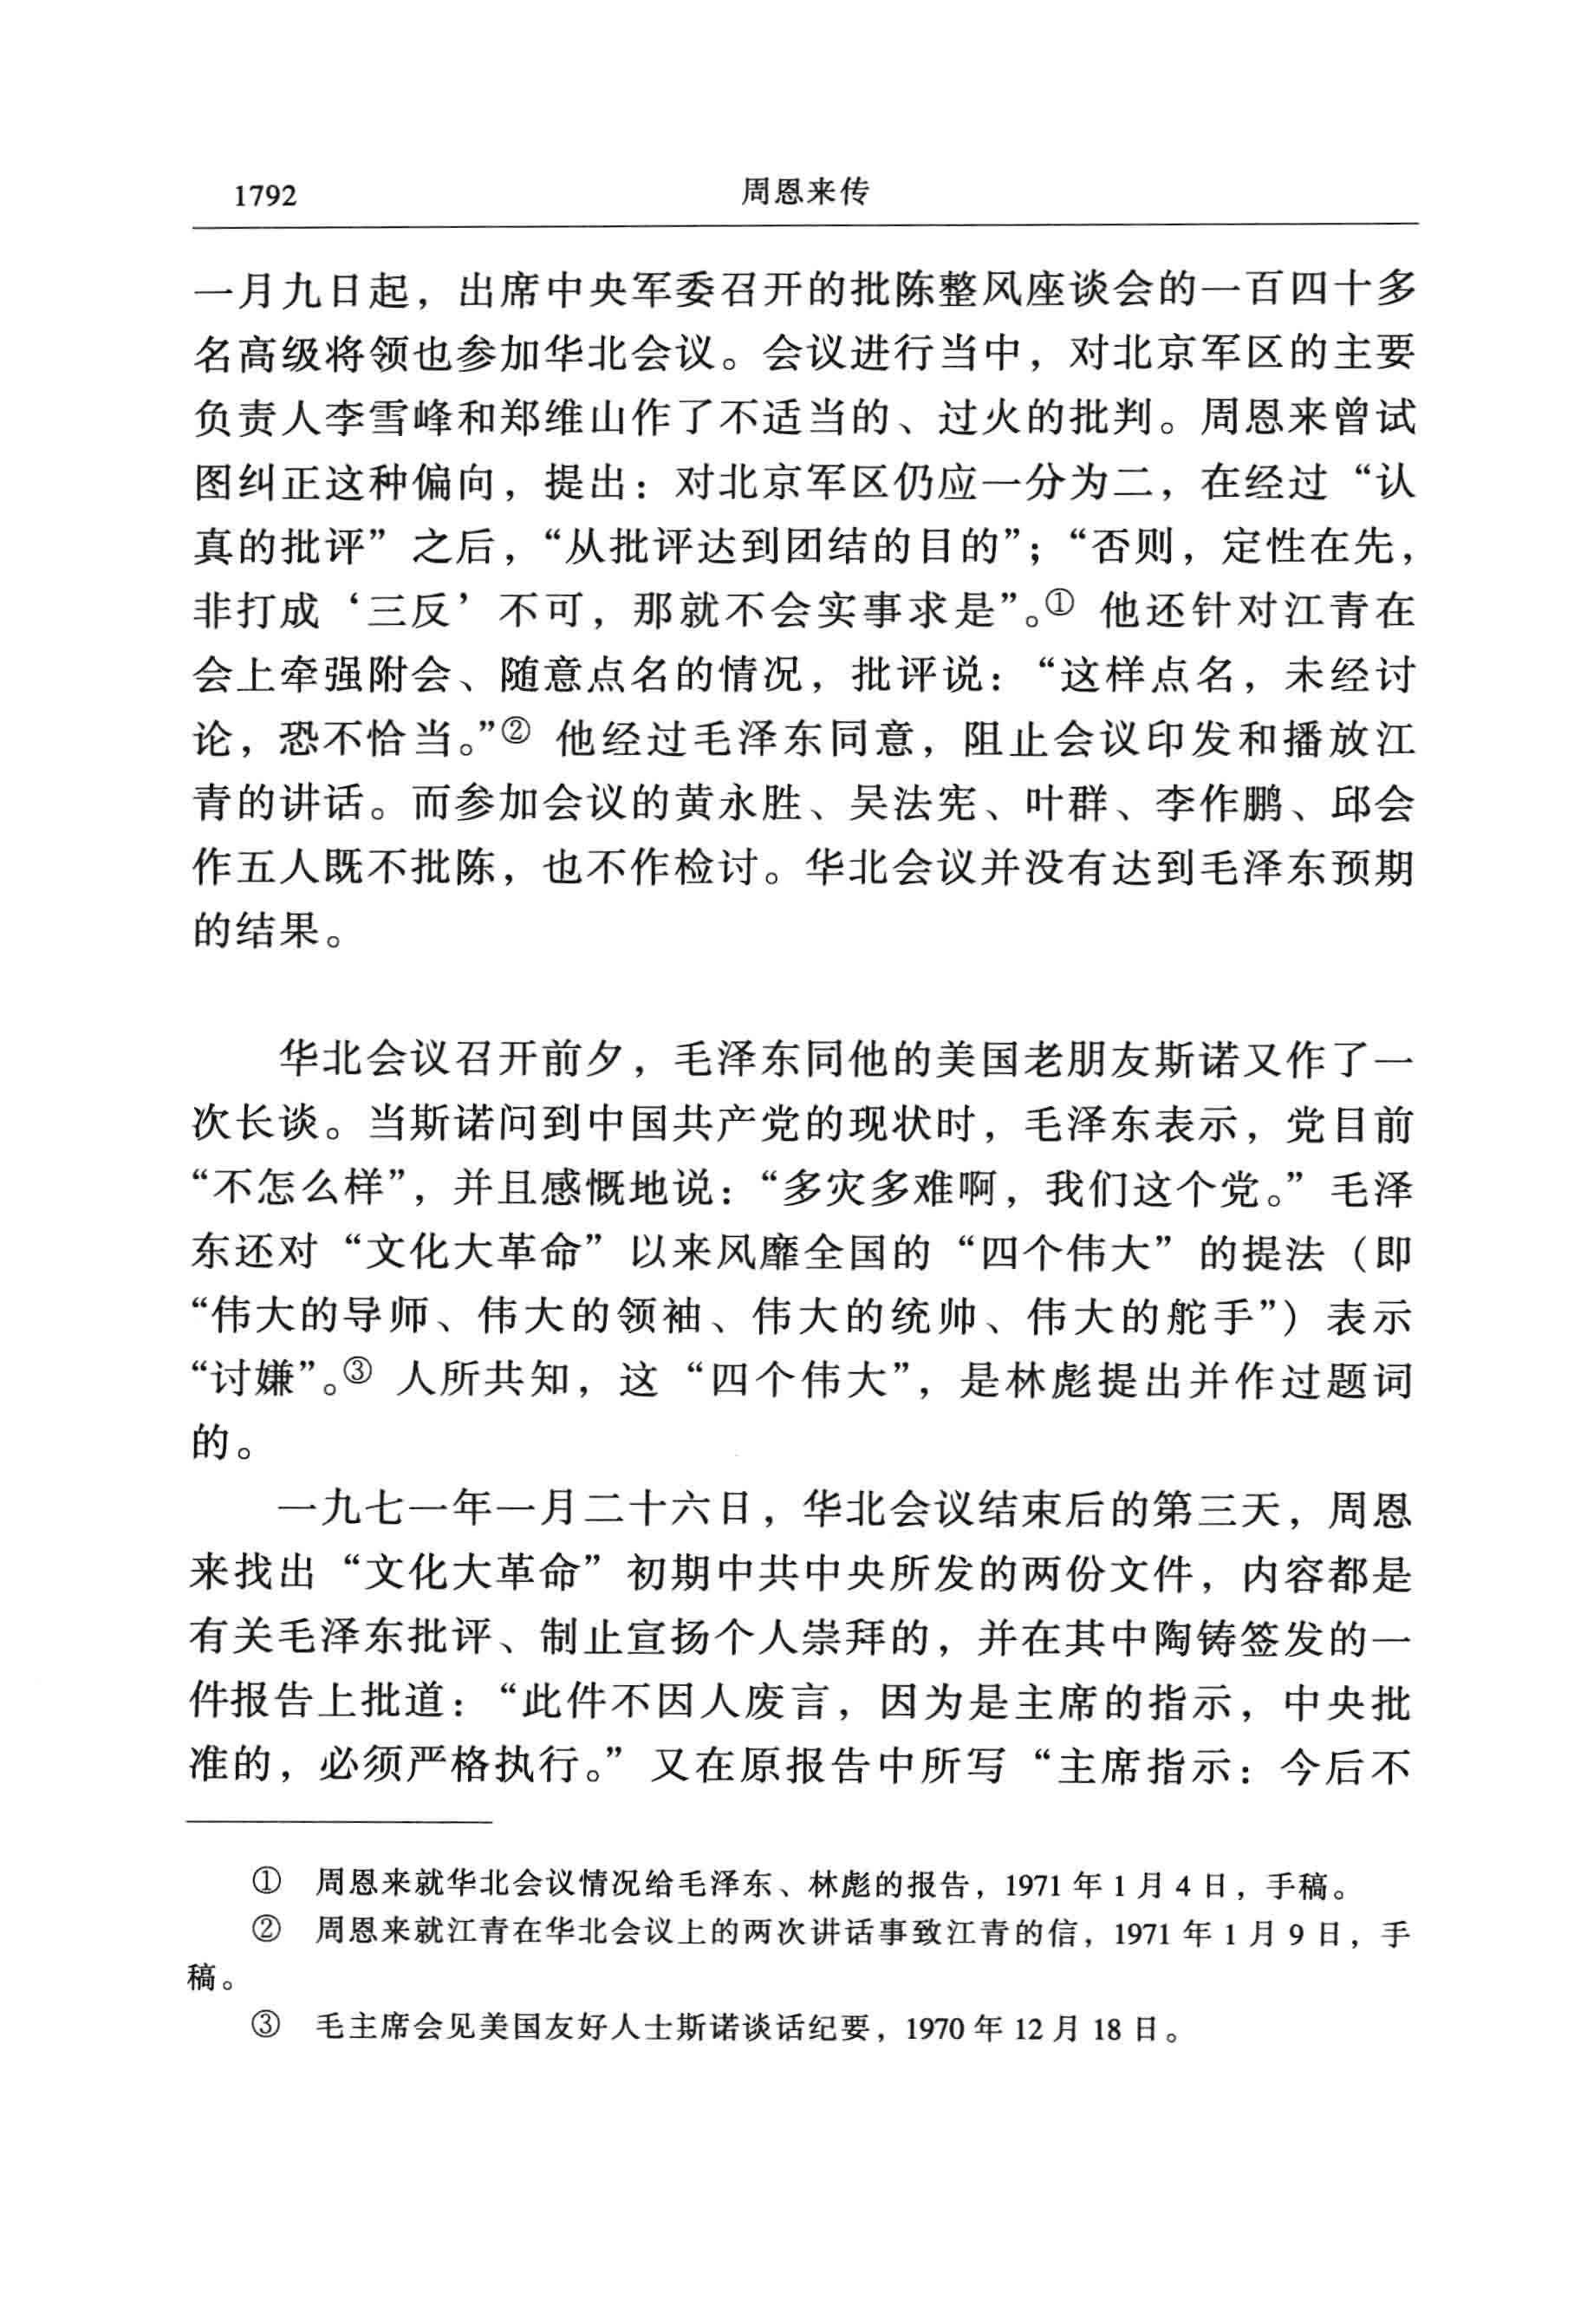 1792 周恩来传
一月九日起，出席中央军委召开的批陈整风座谈会的一百四十多
名高级将领也参加华北会议。会议进行当中，对北京军区的主要
负责人李雪峰和郑维山作了不适当的、过火的批判。周恩来曾试
图纠正这种偏向，提出：对北京军区仍应一分为二，在经过“认
真的批评”之后，“从批评达到团结的目的”；“否则，定性在先，
非打成‘三反’不可，那就不会实事求是”。① 他还针对江青在
会上牵强附会、随意点名的情况，批评说：“这样点名，未经讨
论，恐不恰当。”② 他经过毛泽东同意，阻止会议印发和播放江
青的讲话。而参加会议的黄永胜、吴法宪、叶群、李作鹏、邱会
作五人既不批陈，也不作检讨。华北会议并没有达到毛泽东预期
的结果。
华北会议召开前夕，毛泽东同他的美国老朋友斯诺又作了一
次长谈。当斯诺问到中国共产党的现状时，毛泽东表示，党目前
“不怎么样”，并且感慨地说：“多灾多难啊，我们这个党。”毛泽
东还对“文化大革命”以来风靡全国的“四个伟大”的提法（即
“伟大的导师、伟大的领袖、伟大的统帅、伟大的舵手”）表示
“讨嫌”。③ 人所共知，这“四个伟大”，是林彪提出并作过题词
的。
一九七一年一月二十六日，华北会议结束后的第三天，周恩
来找出“文化大革命”初期中共中央所发的两份文件，内容都是
有关毛泽东批评、制止宣扬个人崇拜的，并在其中陶铸签发的一
件报告上批道：“此件不因人废言，因为是主席的指示，中央批
准的，必须严格执行。”又在原报告中所写“主席指示：今后不
① 周恩来就华北会议情况给毛泽东、林彪的报告，1971 年 1 月 4 日，手稿。
② 周恩来就江青在华北会议上的两次讲话事致江青的信，1971 年 1 月 9 日，手
稿。
③ 毛主席会见美国友好人士斯诺谈话纪要，1970 年 12 月 18 日。